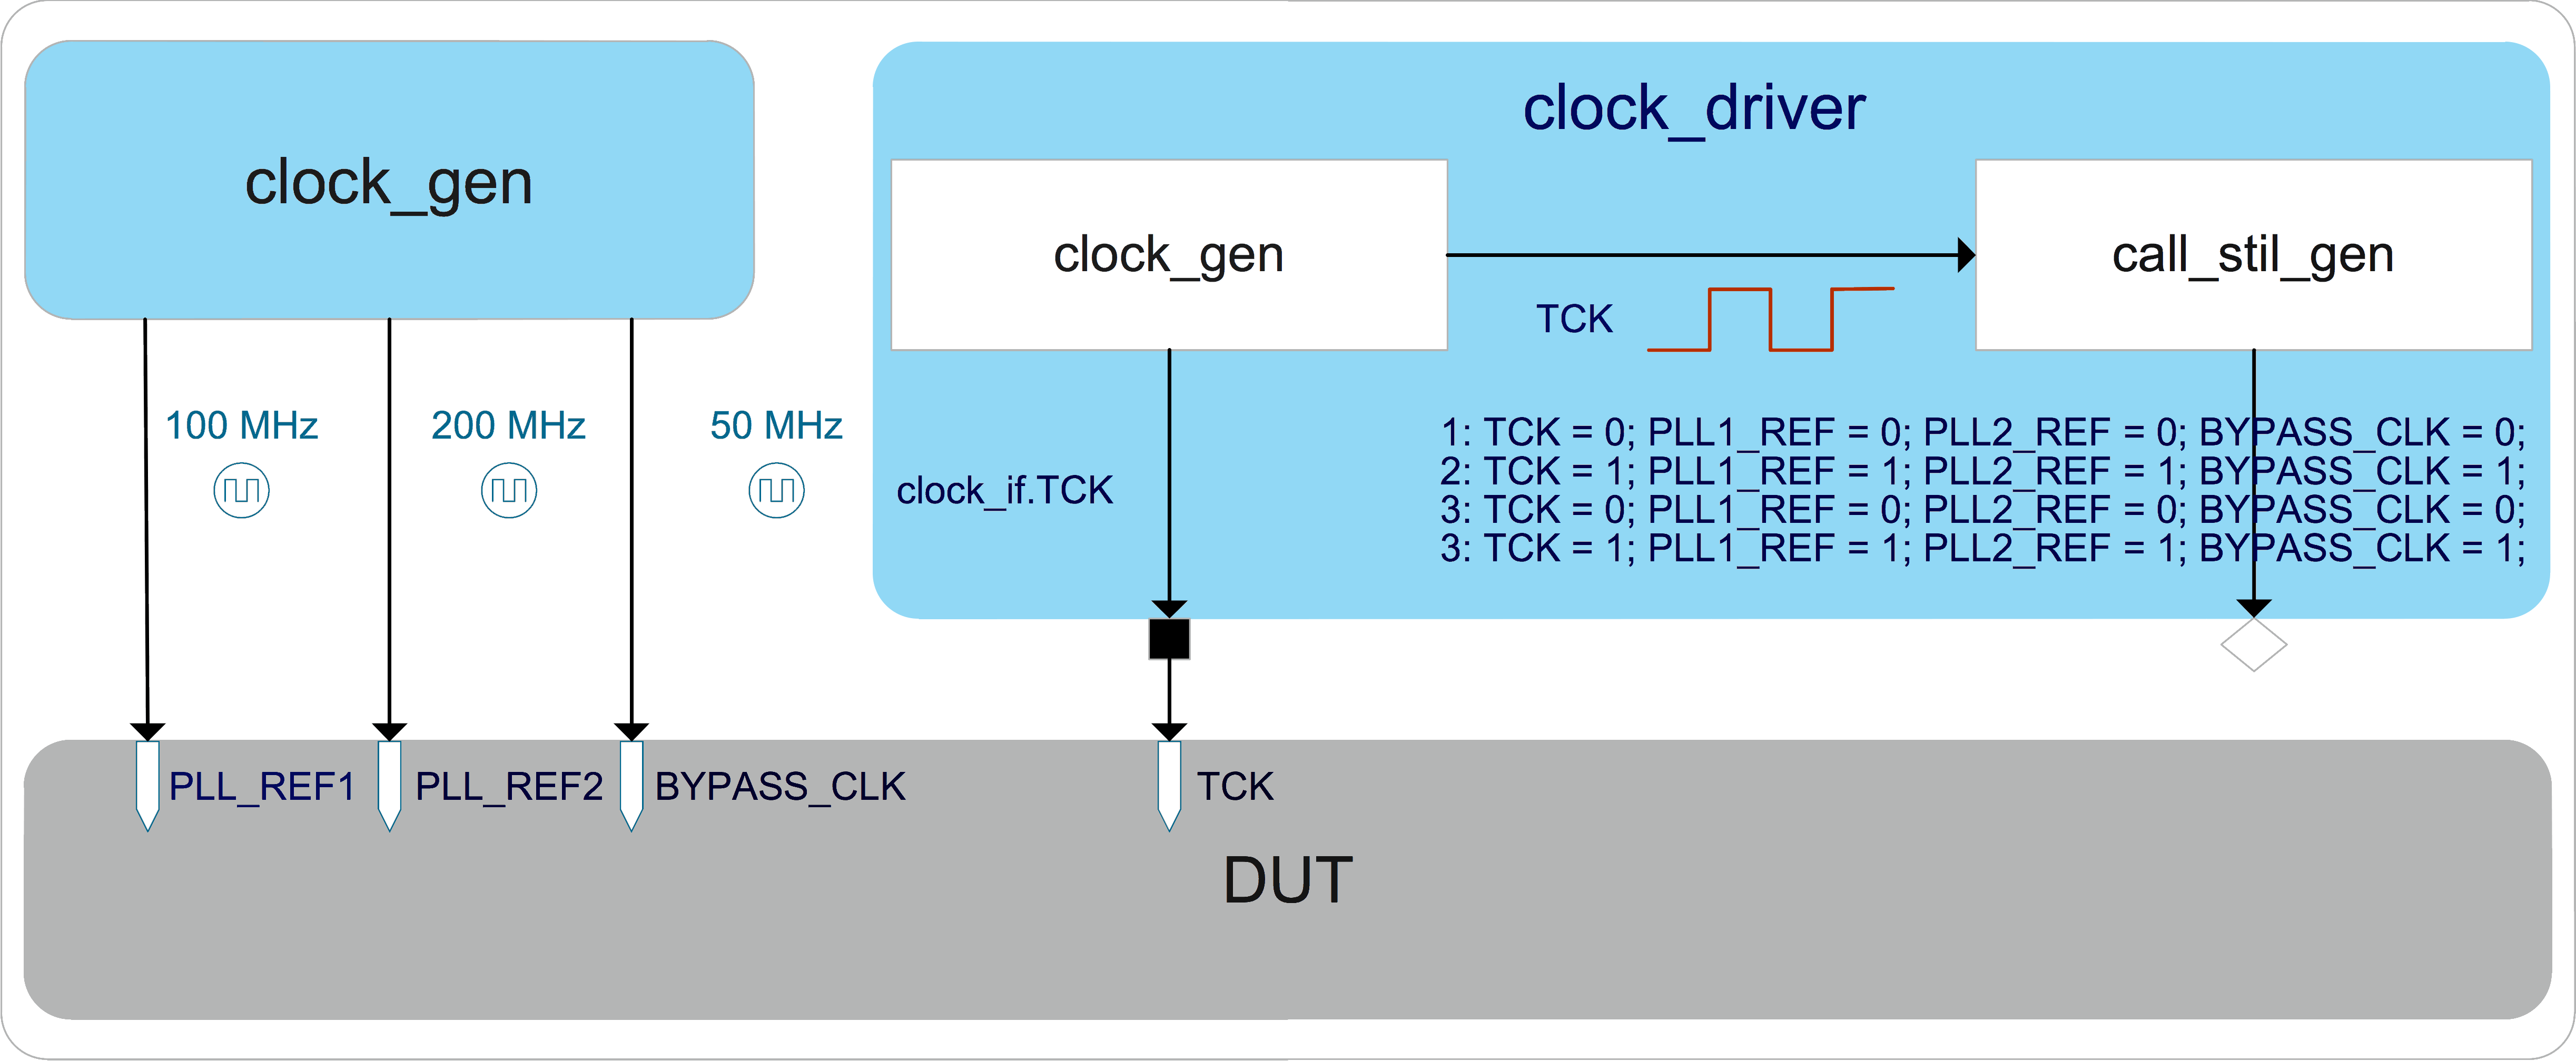 clock_gen
100 MHz
200 MHz
50 MHz
clock_driver
clock_gen
call_stil_gen
TCK
clock_if.TCK
1: TCK = 0; PLL1_REF = 0; PLL2_REF = 0; BYPASS_CLK = 0;
2: TCK = 1; PLL1_REF = 1; PLL2_REF = 1; BYPASS_CLK = 1;
3: TCK = 0; PLL1_REF = 0; PLL2_REF = 0; BYPASS_CLK = 0;
3: TCK = 1; PLL1_REF = 1; PLL2_REF = 1; BYPASS_CLK = 1;
PLL_REF1
PLL_REF2
BYPASS_CLK
TCK
DUT